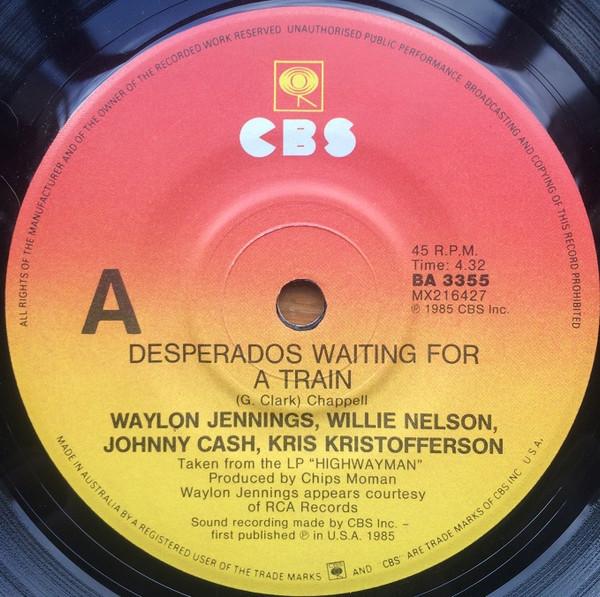 ALL RIGHTS OF THE MANUFACTURER AND OF THE OWNER OF THE RECORDED WORK RESERVED UNAUTHORISED PUBLIC PERFORMANCE BROADCASTING AND COPYING OF THIS RECORD PROHIBITED
CBS
45 R.P.M.
Time: 4.32
BA 3355
MX216427
℗ 1985 CBS Inc.
A
DESPERADOS WAITING FOR
A TRAIN
(G. Clark) Chappell
WAYLON JENNINGS, WILLIE NELSON,
JOHNNY CASH, KRIS KRISTOFFERSON
Taken from the LP "HIGHWAYMAN"
Produced by Chips Moman
Waylon Jennings appears courtesy
of RCA Records
Sound recording made by CBS Inc. –
first published ℗ in U.S.A. 1985
MADE IN AUSTRALIA BY A REGISTERED USER OF THE TRADE MARKS AND "CBS" ARE TRADE MARKS OF CBS INC U.S.A.